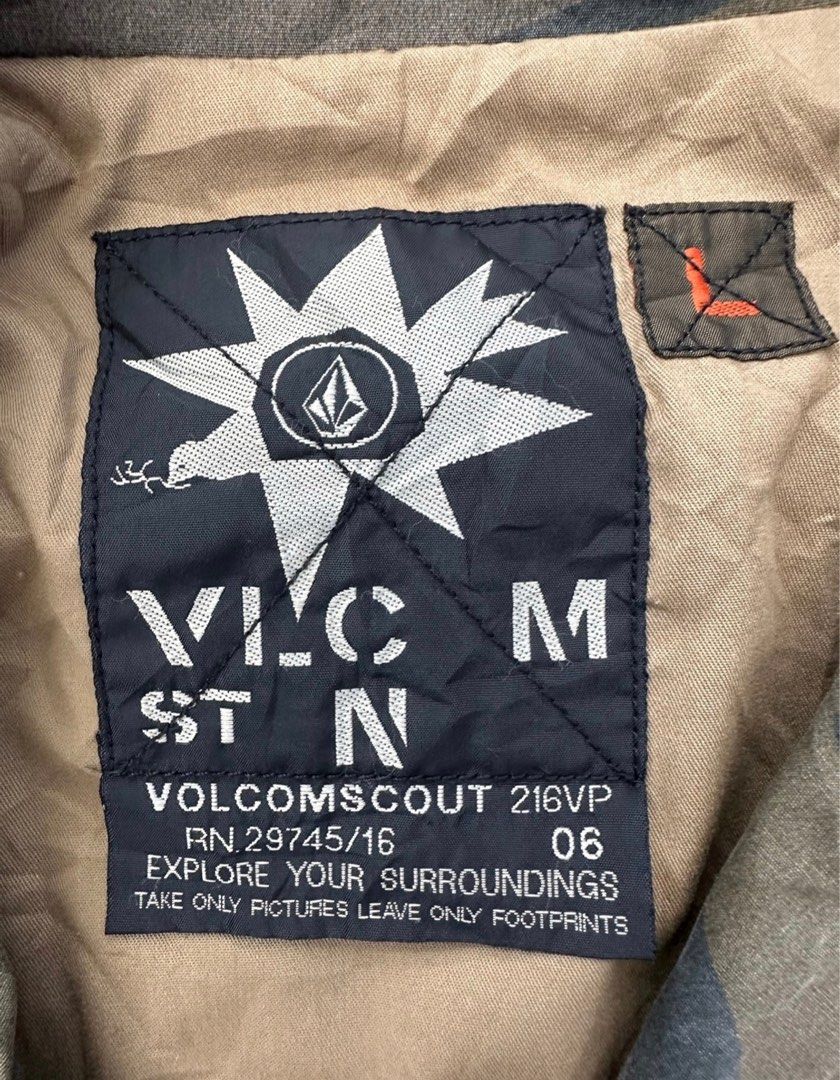 L
VLC M
ST N
VOLCOMSCOUT 216VP
RN.29745/16 06
EXPLORE YOUR SURROUNDINGS
TAKE ONLY PICTURES LEAVE ONLY FOOTPRINTS